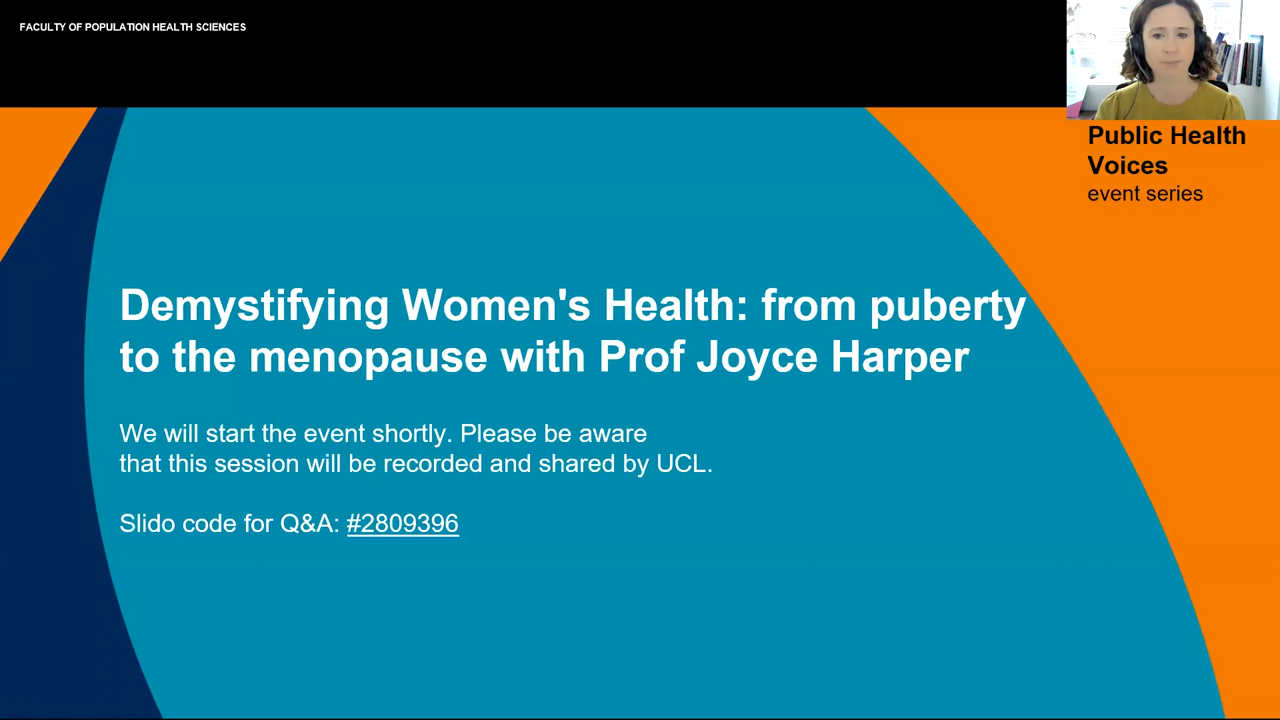 FACULTY OF POPULATION HEALTH SCIENCES
Public Health
Voices
event series
Demystifying Women's Health: from puberty
to the menopause with Prof Joyce Harper
We will start the event shortly. Please be aware
that this session will be recorded and shared by UCL.
Slido code for Q&A: #2809396